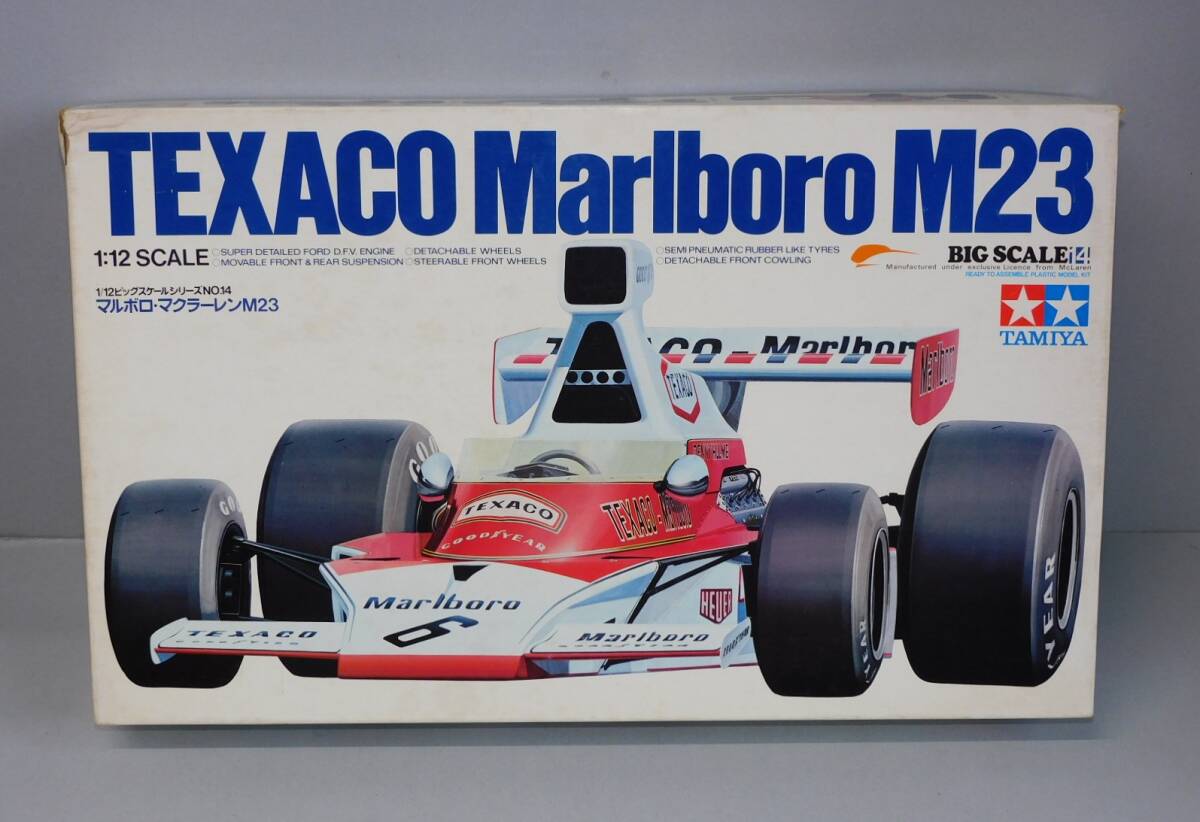 TEXACO Marlboro M23
1:12 SCALE
○SUPER DETAILED FORD D.F.V. ENGINE ○DETACHABLE WHEELS
○MOVABLE FRONT & REAR SUSPENSION ○STEERABLE FRONT WHEELS
○SEMI PNEUMATIC RUBBER LIKE TYRES
○DETACHABLE FRONT COWLING
BIG SCALE 14
Manufactured under exclusive Licence from McLaren
READY TO ASSEMBLE PLASTIC MODEL KIT
1/12ビッグスケールシリーズNO.14
マルボロ・マクラーレンM23
TAMIYA
Marlboro
TEXACO
TEXACO
GOODYEAR
TEXACO - Marlboro
Marlboro
6
TEXACO
Marlboro
HEUER